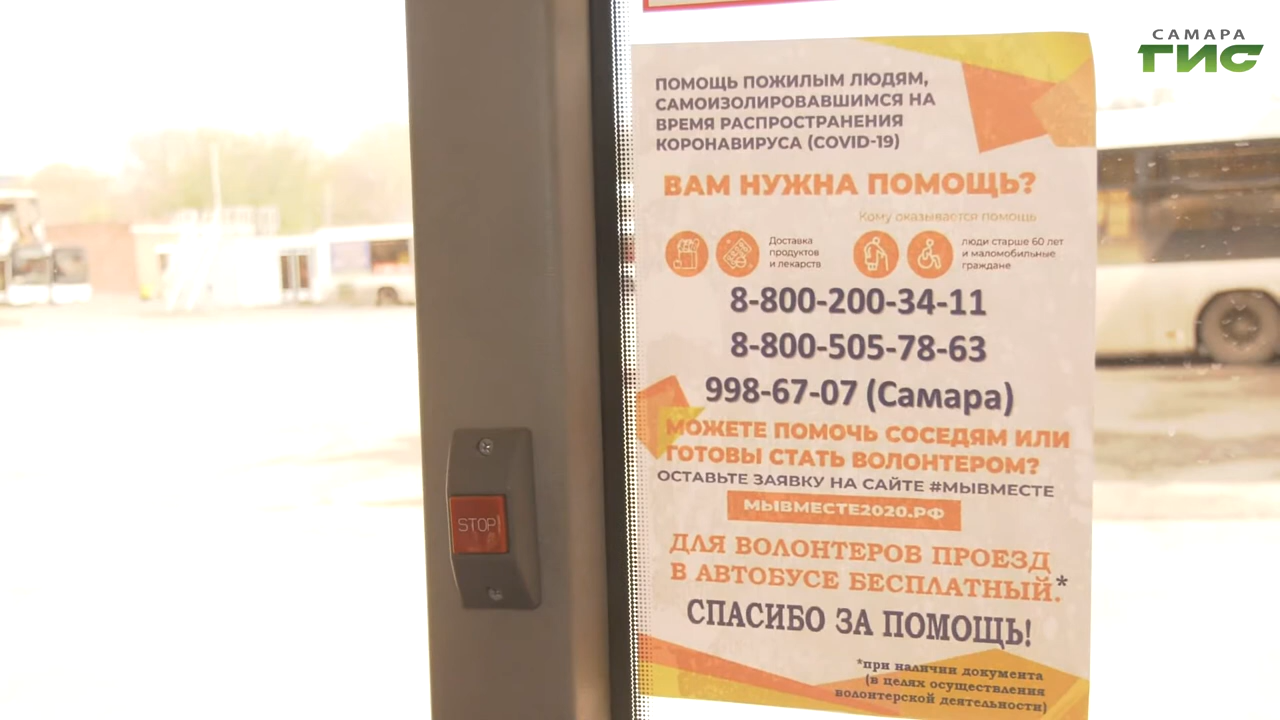 САМАРА
ГИС
ПОМОЩЬ ПОЖИЛЫМ ЛЮДЯМ,
САМОИЗОЛИРОВАВШИМСЯ НА
ВРЕМЯ РАСПРОСТРАНЕНИЯ
КОРОНАВИРУСА (COVID-19)
ВАМ НУЖНА ПОМОЩЬ?
Кому оказывается помощь
Доставка
продуктов
и лекарств
люди старше 60 лет
и маломобильные
граждане
8-800-200-34-11
8-800-505-78-63
998-67-07 (Самара)
МОЖЕТЕ ПОМОЧЬ СОСЕДЯМ ИЛИ
ГОТОВЫ СТАТЬ ВОЛОНТЕРОМ?
ОСТАВЬТЕ ЗАЯВКУ НА САЙТЕ #МЫВМЕСТЕ
МЫВМЕСТЕ2020.РФ
ДЛЯ ВОЛОНТЕРОВ ПРОЕЗД
В АВТОБУСЕ БЕСПЛАТНЫЙ.*
СПАСИБО ЗА ПОМОЩЬ!
*при наличии документа
(в целях осуществления
волонтерской деятельности)
STOP!